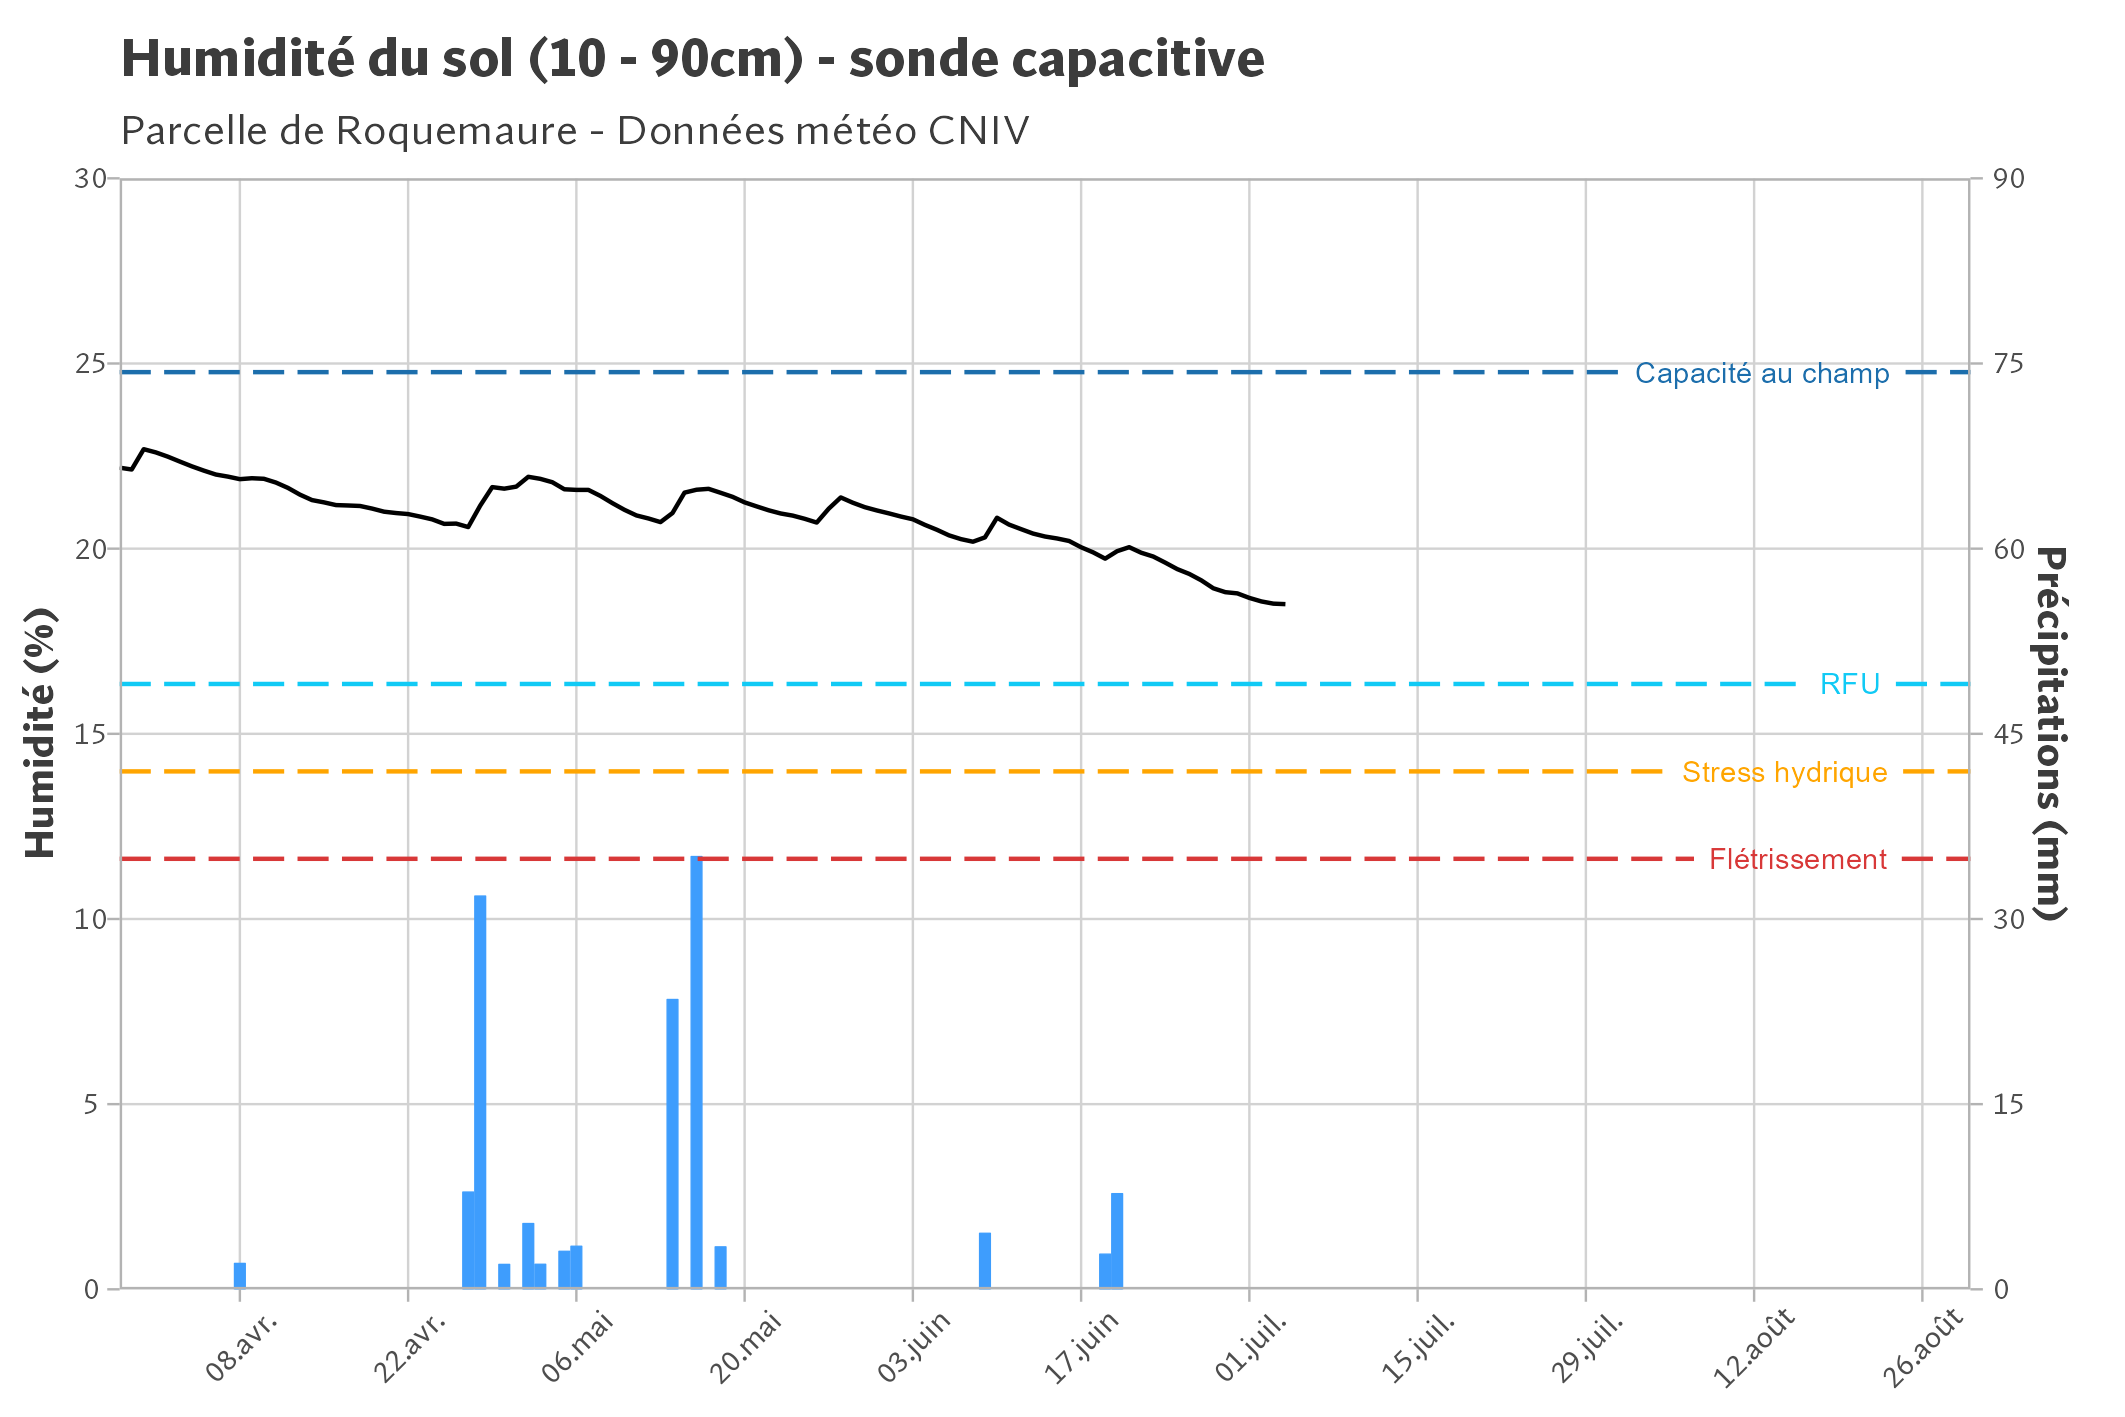 Humidité du sol (10 - 90cm) - sonde capacitive
Parcelle de Roquemaure - Données météo CNIV
Humidité (%)
30
25
20
15
10
5
0
Capacité au champ
RFU
Stress hydrique
Flétrissement
90
75
60
45
30
15
0
Précipitations (mm)
08.avr.
22.avr.
06.mai
20.mai
03.juin
17.juin
01.juil.
15.juil.
29.juil.
12.août
26.août